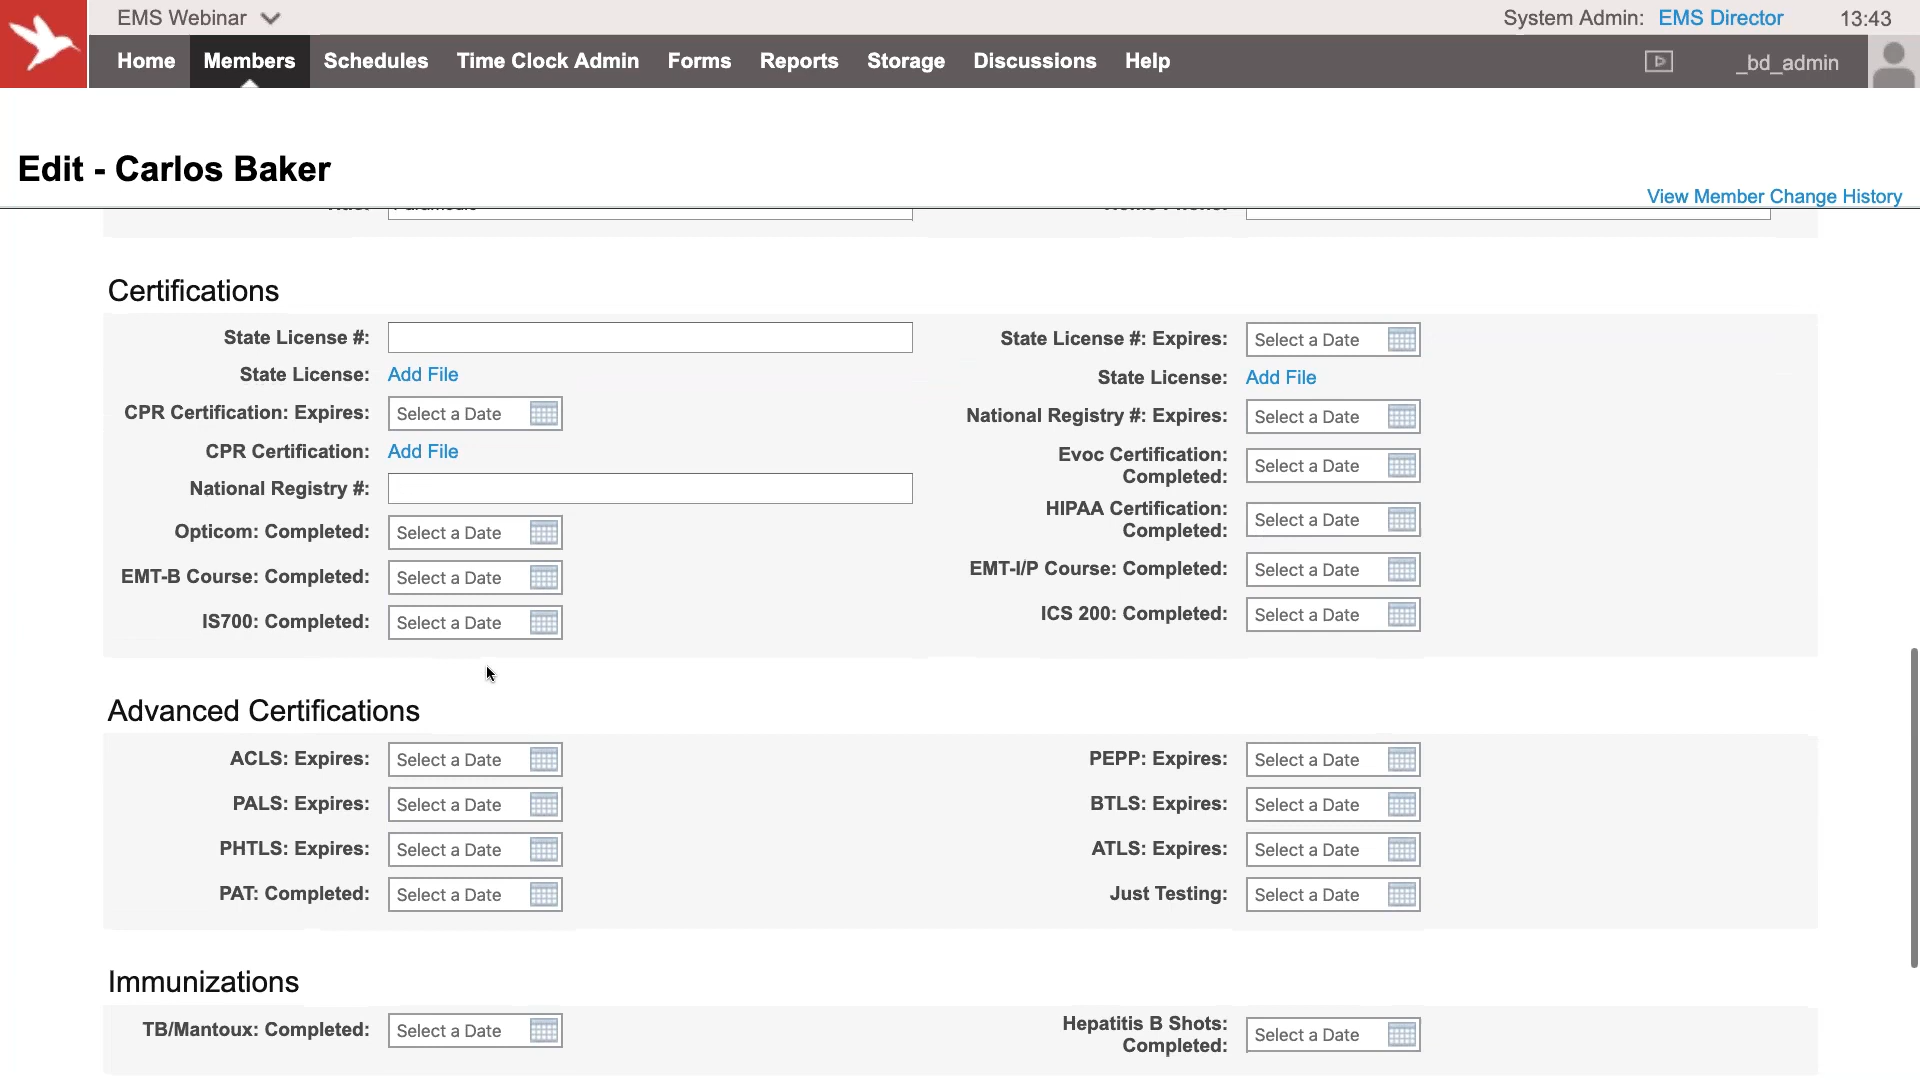 EMS Webinar
System Admin: EMS Director 13:43
Home Members Schedules Time Clock Admin Forms Reports Storage Discussions Help
_bd_admin
Edit - Carlos Baker
View Member Change History
Certifications
State License #:
State License #: Expires: Select a Date
State License: Add File
State License: Add File
CPR Certification: Expires: Select a Date
National Registry #: Expires: Select a Date
CPR Certification: Add File
Evoc Certification:
Completed: Select a Date
National Registry #:
HIPAA Certification:
Completed: Select a Date
Opticom: Completed: Select a Date
EMT-B Course: Completed: Select a Date
EMT-I/P Course: Completed: Select a Date
IS700: Completed: Select a Date
ICS 200: Completed: Select a Date
Advanced Certifications
ACLS: Expires: Select a Date
PEPP: Expires: Select a Date
PALS: Expires: Select a Date
BTLS: Expires: Select a Date
PHTLS: Expires: Select a Date
ATLS: Expires: Select a Date
PAT: Completed: Select a Date
Just Testing: Select a Date
Immunizations
TB/Mantoux: Completed: Select a Date
Hepatitis B Shots:
Completed: Select a Date